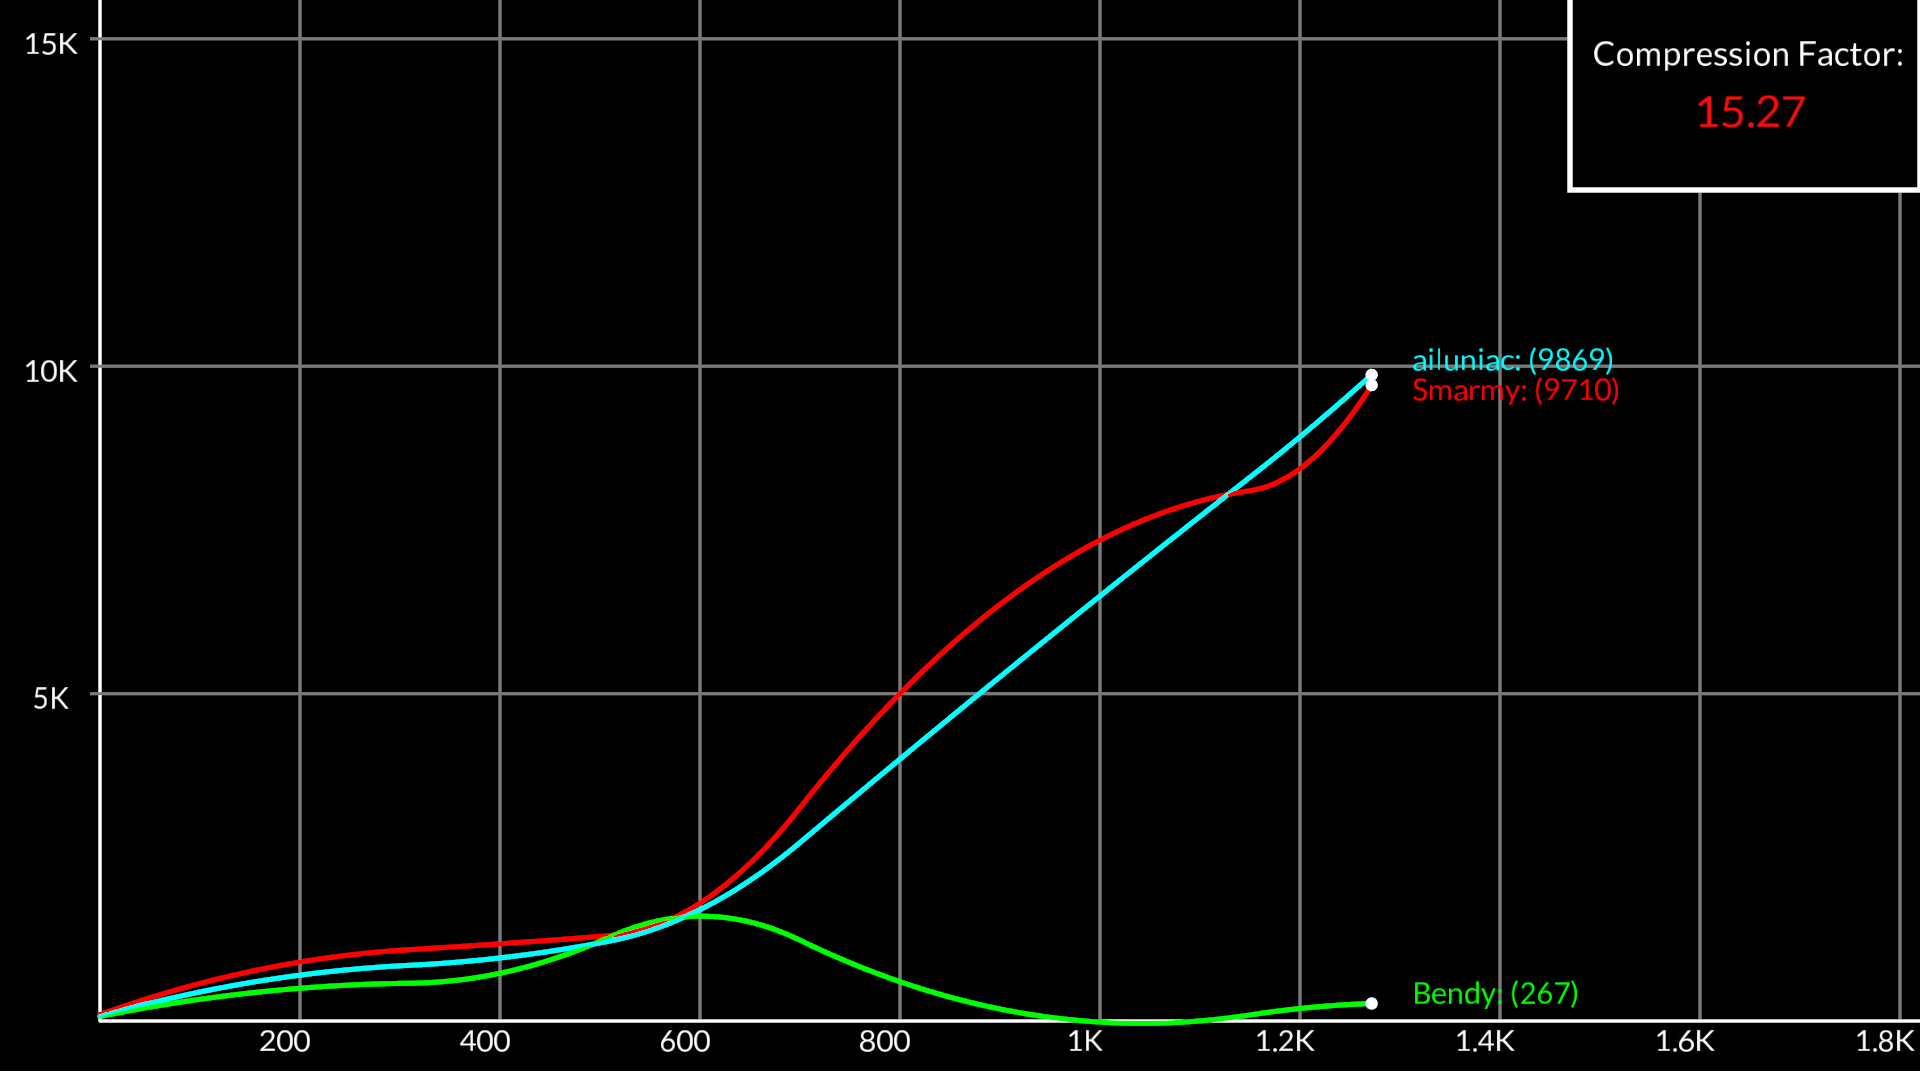 15K
Compression Factor:
15.27
10K
ailuniac: (9869)
Smarmy: (9710)
5K
Bendy: (267)
200 400 600 800 1K 1.2K 1.4K 1.6K 1.8K